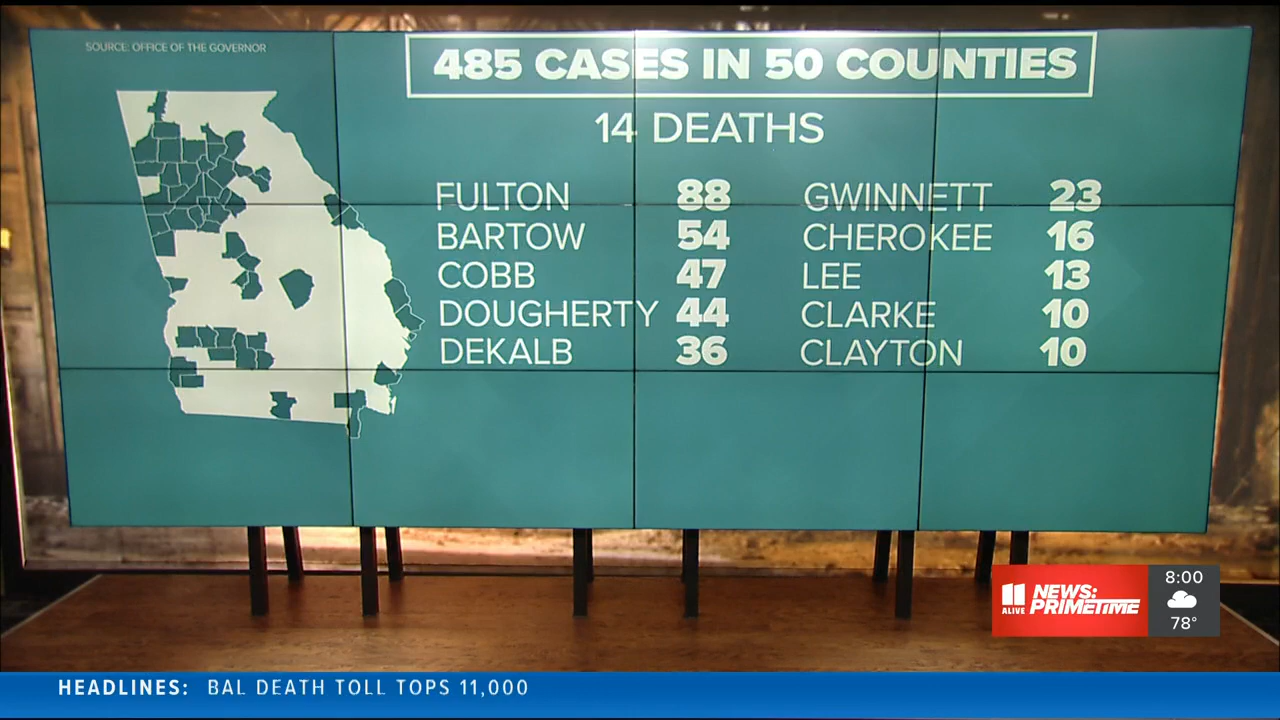 SOURCE: OFFICE OF THE GOVERNOR
485 CASES IN 50 COUNTIES
14 DEATHS
FULTON 88 GWINNETT 23
BARTOW 54 CHEROKEE 16
COBB 47 LEE 13
DOUGHERTY 44 CLARKE 10
DEKALB 36 CLAYTON 10
11 ALIVE NEWS: PRIMETIME
8:00
78°
HEADLINES: BAL DEATH TOLL TOPS 11,000